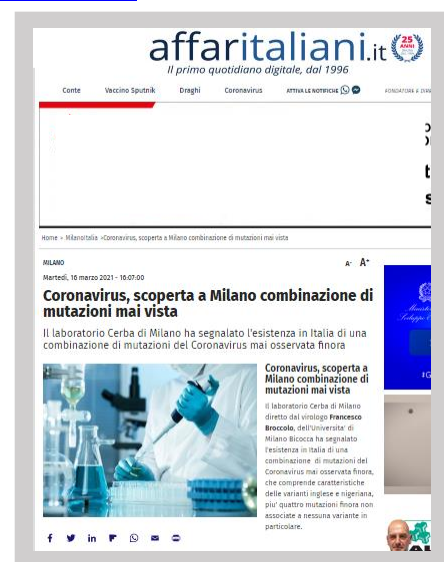 affaritaliani.it
25
ANNI
Il primo quotidiano digitale, dal 1996
Conte Vaccino Sputnik Draghi Coronavirus ATTIVA LE NOTIFICHE
Home MilanoItalia Coronavirus, scoperta a Milano combinazione di mutazioni mai vista
MILANO
A- A+
Martedì, 16 marzo 2021 - 16:07:00
Coronavirus, scoperta a Milano combinazione di
mutazioni mai vista
Il laboratorio Cerba di Milano ha segnalato l'esistenza in Italia di una
combinazione di mutazioni del Coronavirus mai osservata finora
Coronavirus, scoperta a
Milano combinazione di
mutazioni mai vista
Il laboratorio Cerba di Milano
diretto dal virologo Francesco
Broccolo, dell'Universita' di
Milano Bicocca ha segnalato
l'esistenza in Italia di una
combinazione di mutazioni del
Coronavirus mai osservata finora,
che comprende caratteristiche
delle varianti inglese e nigeriana,
piu' quattro mutazioni finora non
associate a nessuna variante in
particolare.